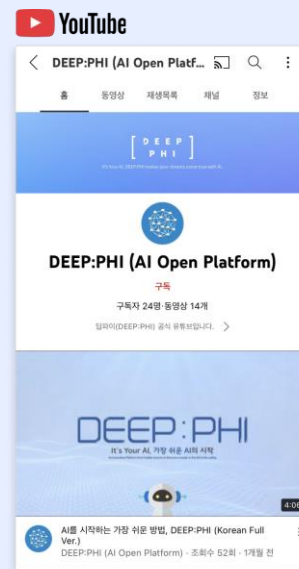 YouTube
DEEP:PHI (AI Open Platf...
홈 동영상 재생목록 채널 정보
DEEP
PHI
DEEP:PHI (AI Open Platform)
구독
구독자 24명·동영상 14개
딥파이(DEEP:PHI) 공식 유튜브입니다.
DEEP:PHI
It's Your AI, 가장 쉬운 AI의 시작
4:06
AI를 시작하는 가장 쉬운 방법, DEEP:PHI (Korean Full
Ver.)
DEEP:PHI (AI Open Platform) · 조회수 52회 · 1개월 전